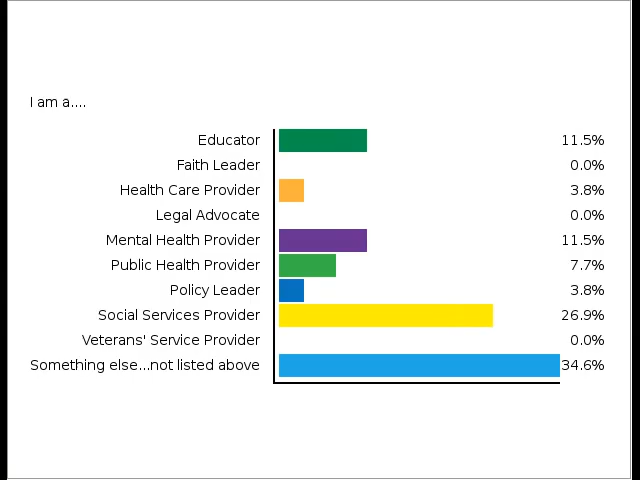 I am a....
Educator 11.5%
Faith Leader 0.0%
Health Care Provider 3.8%
Legal Advocate 0.0%
Mental Health Provider 11.5%
Public Health Provider 7.7%
Policy Leader 3.8%
Social Services Provider 26.9%
Veterans' Service Provider 0.0%
Something else...not listed above 34.6%